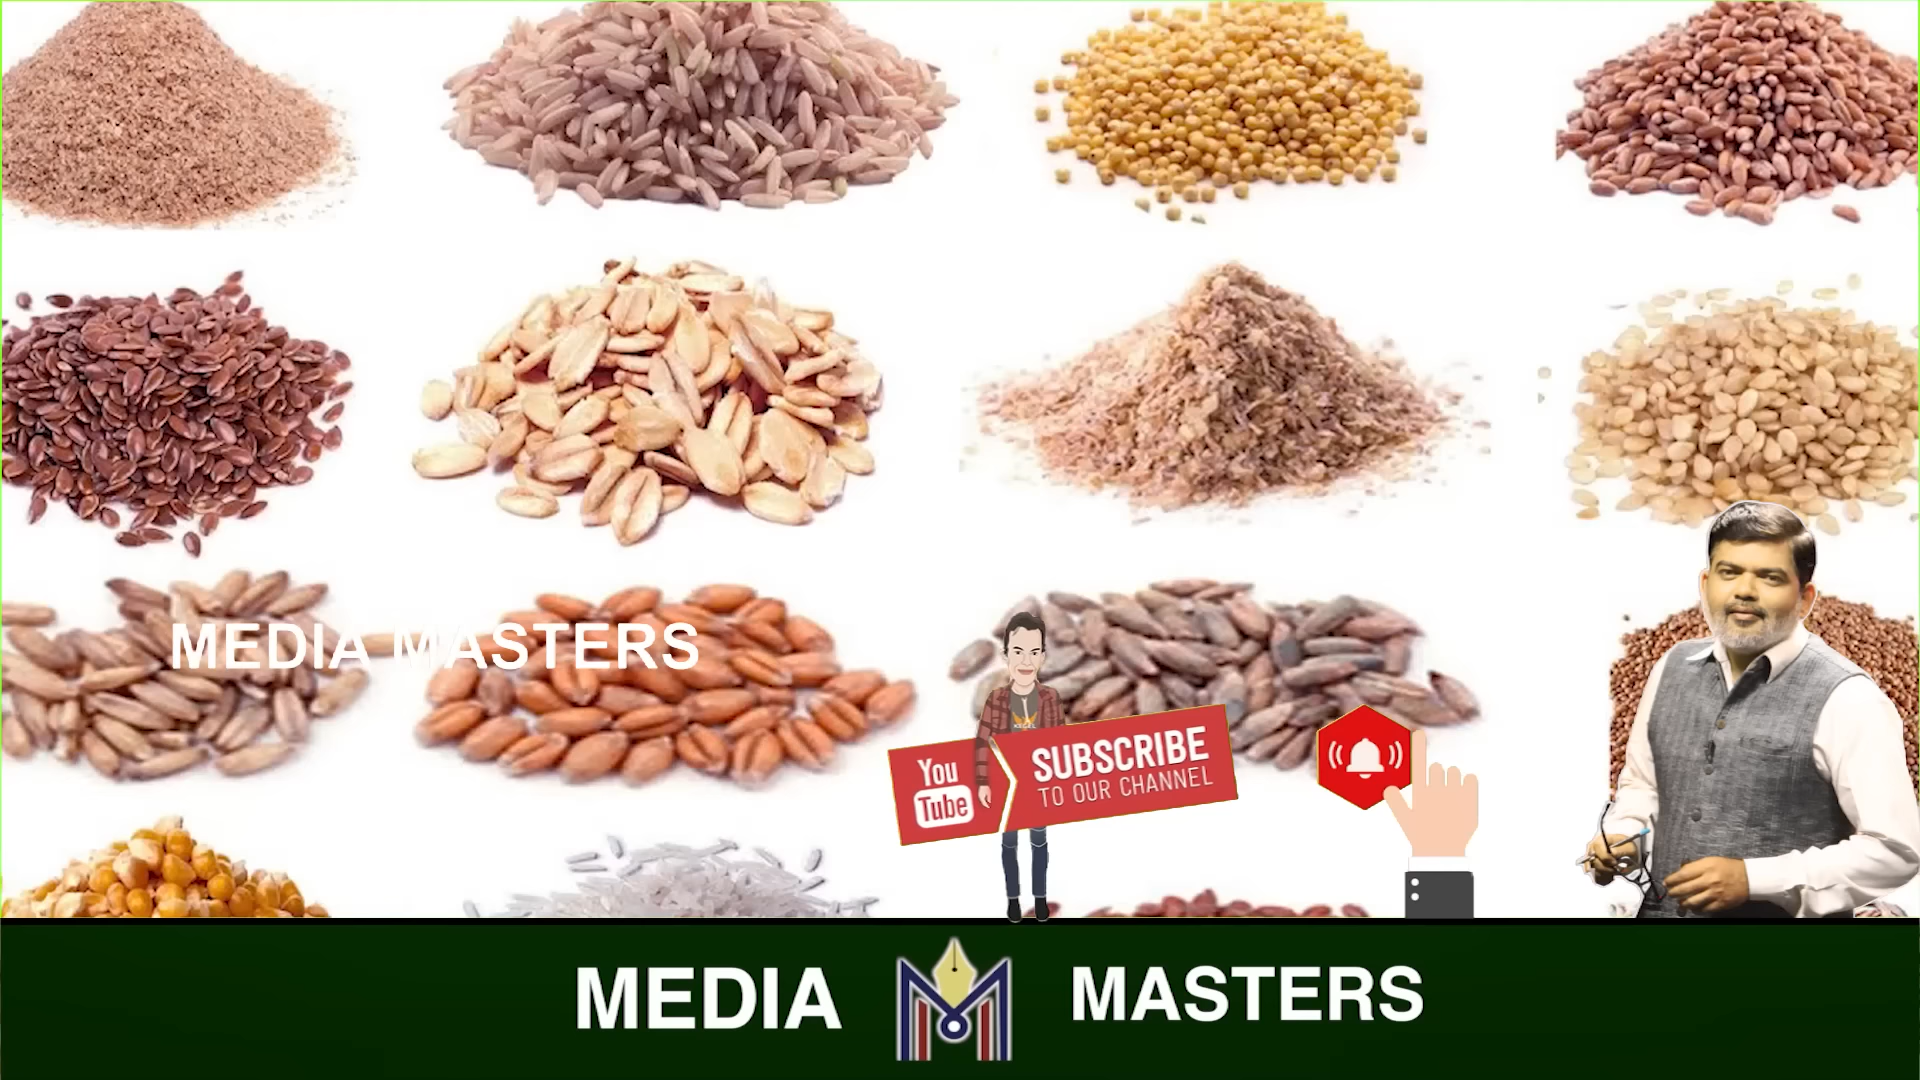 MEDIA MASTERS
You
Tube
SUBSCRIBE
TO OUR CHANNEL
MEDIA
MASTERS